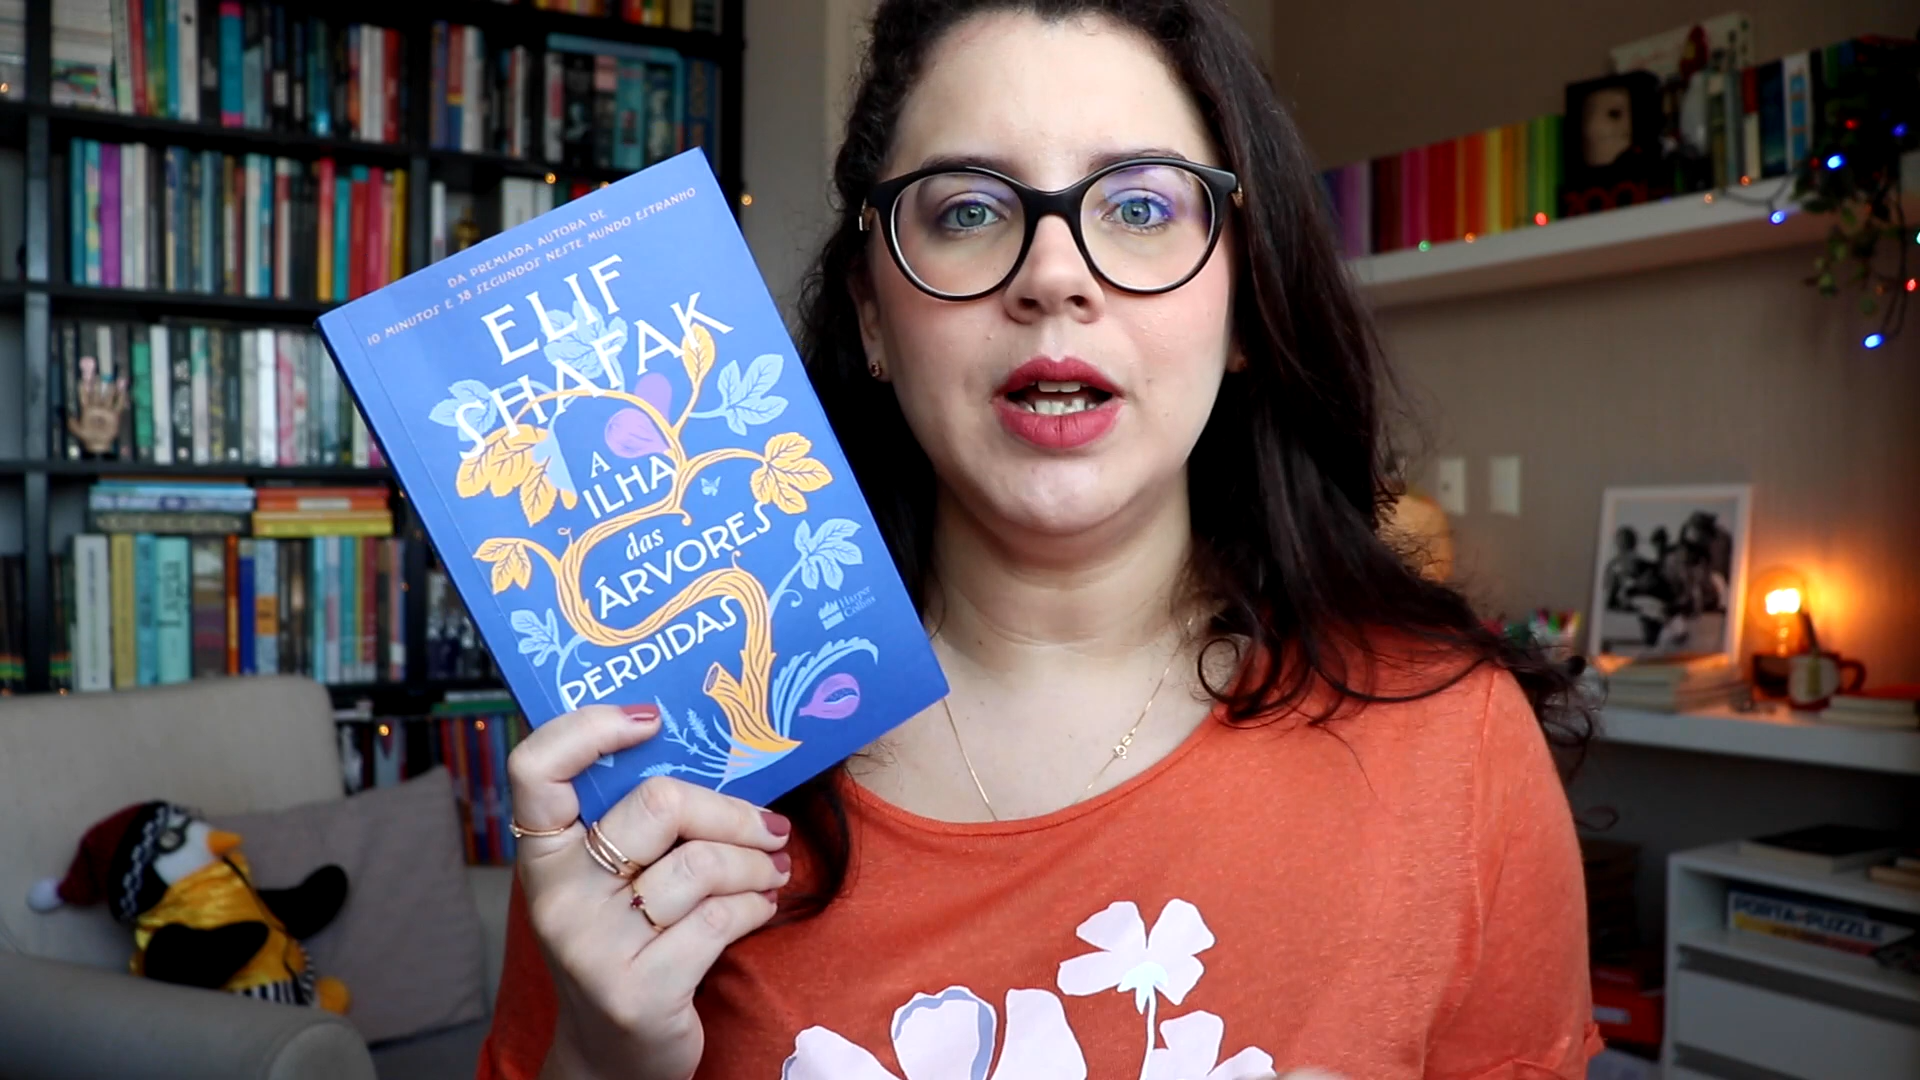 DA PREMIADA AUTORA DE
10 MINUTOS E 38 SEGUNDOS NESTE MUNDO ESTRANHO
ELIF
SHAFAK
A
ILHA
das
ÁRVORES
PERDIDAS
Harper
Collins
PORTA-PUZZLE